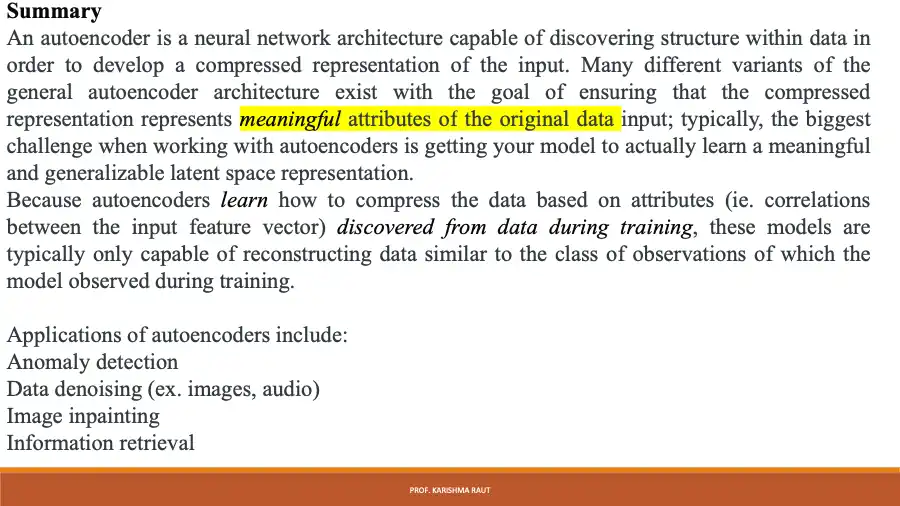 Summary
An autoencoder is a neural network architecture capable of discovering structure within data in
order to develop a compressed representation of the input. Many different variants of the
general autoencoder architecture exist with the goal of ensuring that the compressed
representation represents meaningful attributes of the original data input; typically, the biggest
challenge when working with autoencoders is getting your model to actually learn a meaningful
and generalizable latent space representation.
Because autoencoders learn how to compress the data based on attributes (ie. correlations
between the input feature vector) discovered from data during training, these models are
typically only capable of reconstructing data similar to the class of observations of which the
model observed during training.
Applications of autoencoders include:
Anomaly detection
Data denoising (ex. images, audio)
Image inpainting
Information retrieval
PROF. KARISHMA RAUT